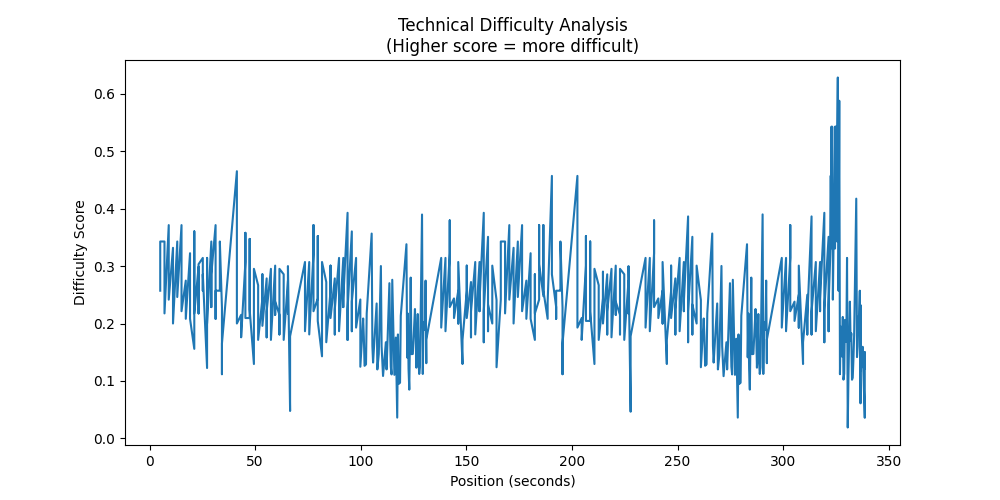 Technical Difficulty Analysis
(Higher score = more difficult)
Difficulty Score
0.6
0.5
0.4
0.3
0.2
0.1
0.0
0 50 100 150 200 250 300 350
Position (seconds)